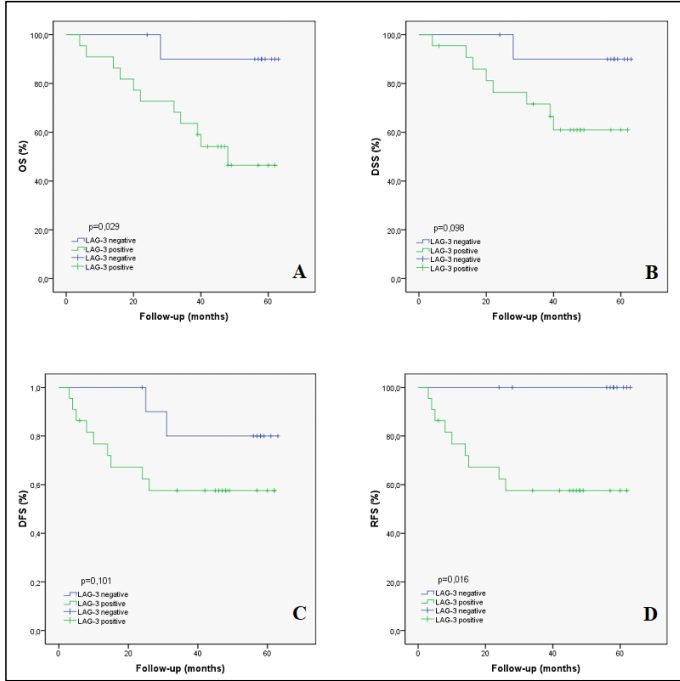 100,0
80,0
60,0
40,0
20,0
0,0
OS (%)
p=0,029
LAG-3 negative
LAG-3 positive
LAG-3 negative
LAG-3 positive
A
0 20 40 60
Follow-up (months)
100,0
80,0
60,0
40,0
20,0
0,0
DSS (%)
p=0,098
LAG-3 negative
LAG-3 positive
LAG-3 negative
LAG-3 positive
B
0 20 40 60
Follow-up (months)
1,0
0,8
0,6
0,4
0,2
0,0
DFS (%)
p=0,101
LAG-3 negative
LAG-3 positive
LAG-3 negative
LAG-3 positive
C
0 20 40 60
Follow-up (months)
100,0
80,0
60,0
40,0
20,0
0,0
RFS (%)
p=0,016
LAG-3 negative
LAG-3 positive
LAG-3 negative
LAG-3 positive
D
0 20 40 60
Follow-up (months)